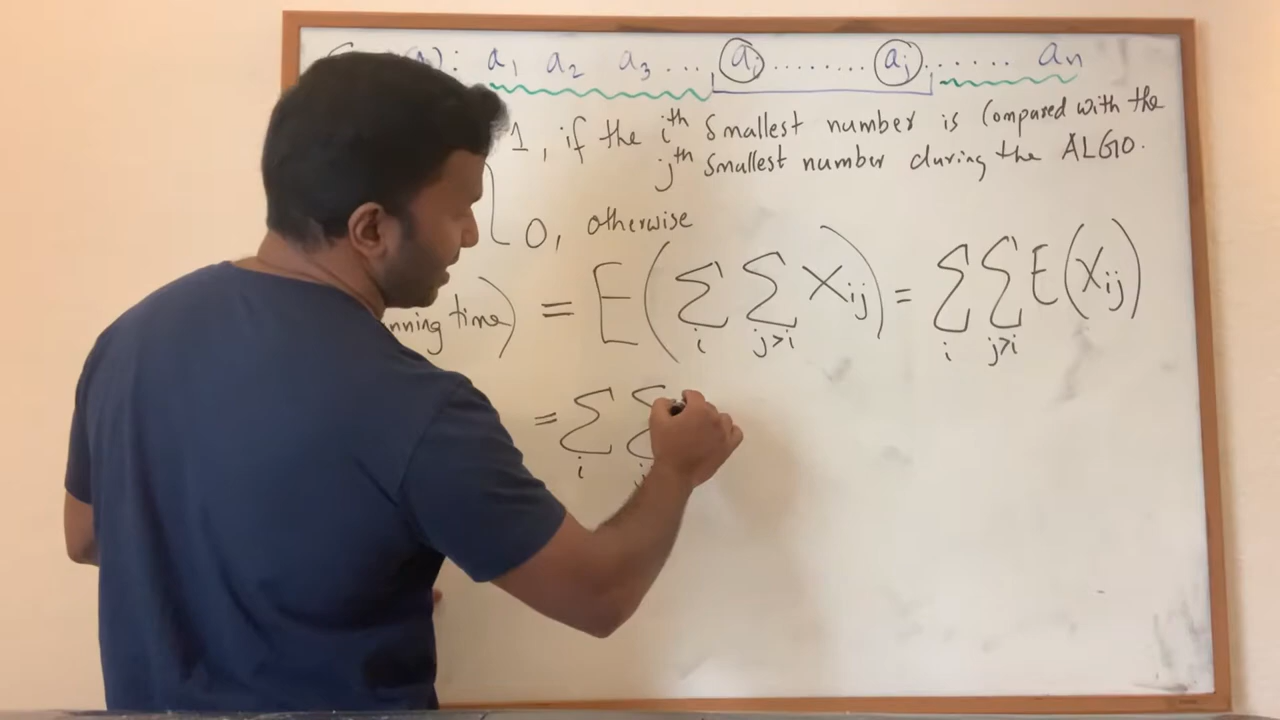 : a₁ a₂ a₃ ... aᵢ ........ aⱼ ....... aₙ
1, if the iᵗʰ Smallest number is Compared with the
jᵗʰ Smallest number during the ALGO.
0, otherwise
nning time) = E(∑ᵢ ∑ⱼ>ᵢ Xᵢⱼ) = ∑ᵢ ∑ⱼ>ᵢ E(Xᵢⱼ)
= ∑ᵢ ∑